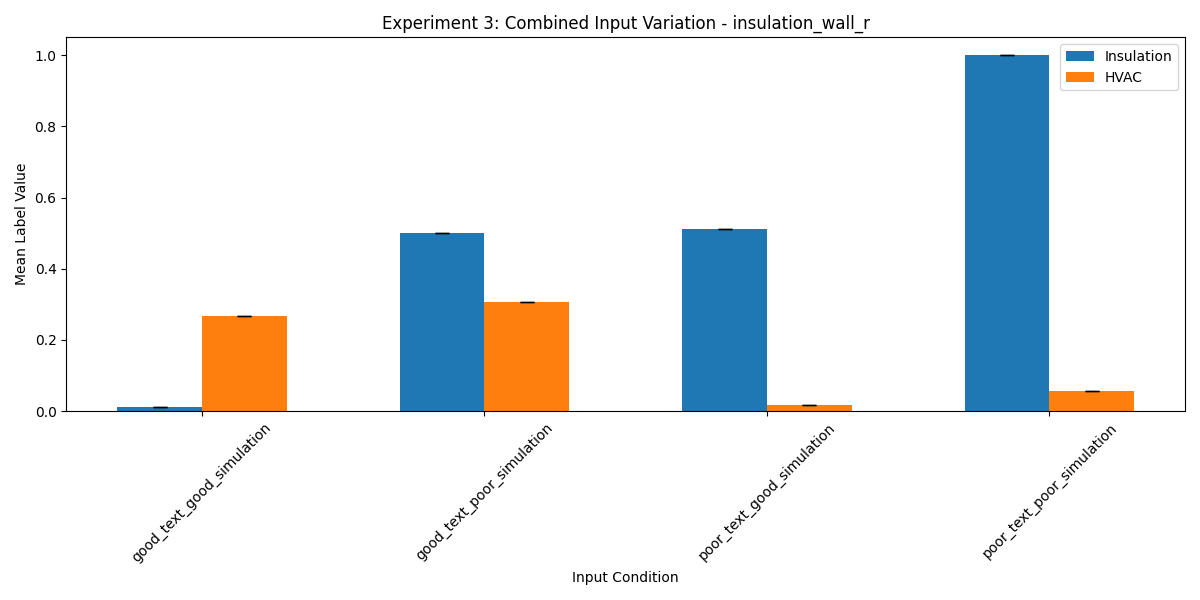 Experiment 3: Combined Input Variation - insulation_wall_r
Insulation
HVAC
Mean Label Value
1.0
0.8
0.6
0.4
0.2
0.0
good_text_good_simulation
good_text_poor_simulation
poor_text_good_simulation
poor_text_poor_simulation
Input Condition